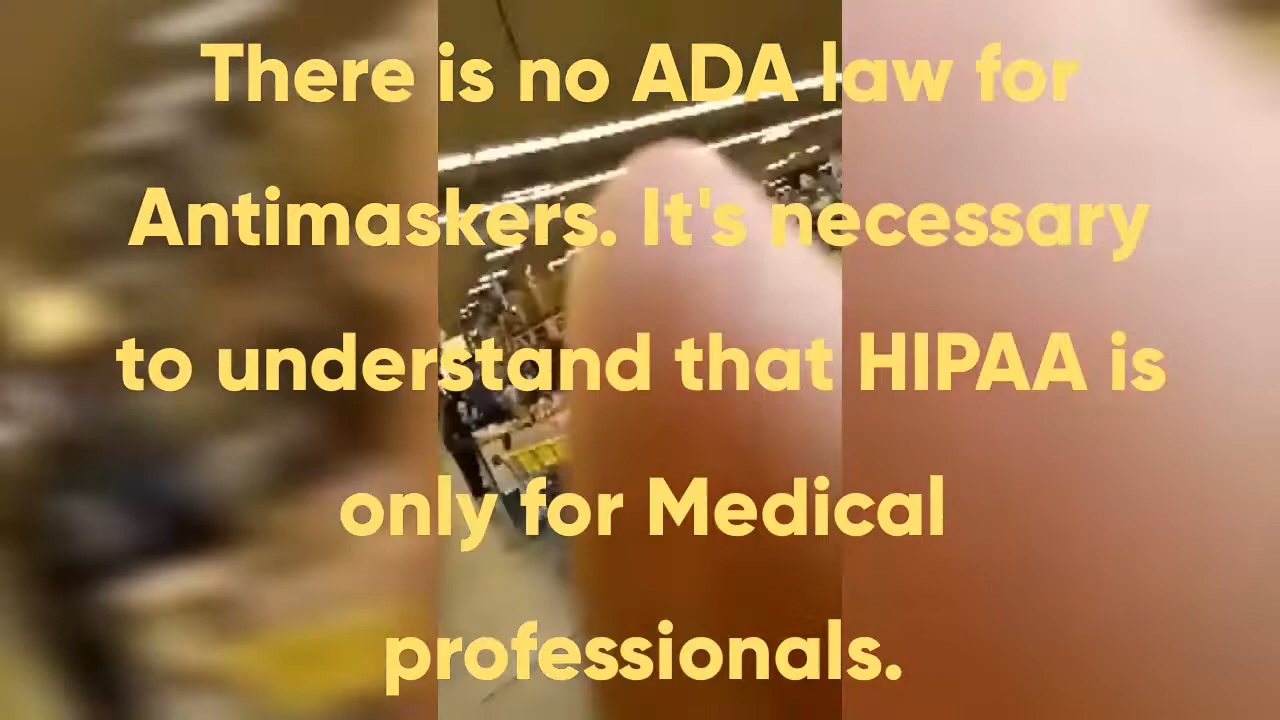 There is no ADA law for
Antimaskers. It's necessary
to understand that HIPAA is
only for Medical
professionals.